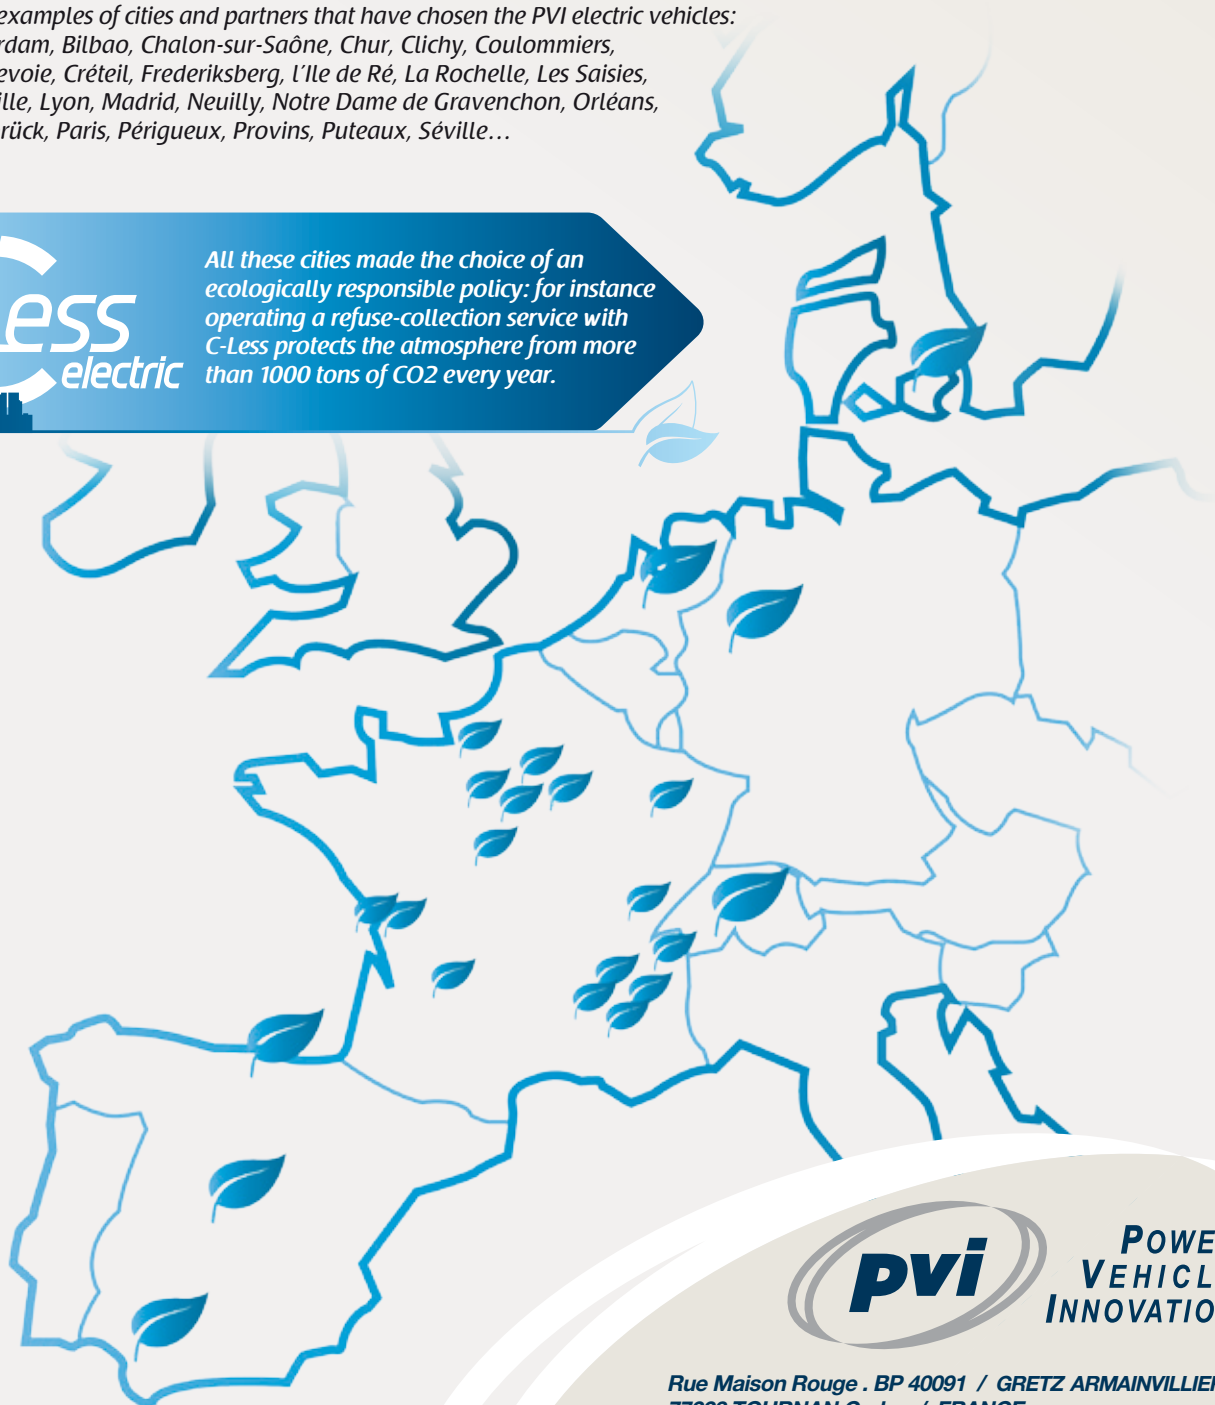 examples of cities and partners that have chosen the PVI electric vehicles:
rdam, Bilbao, Chalon-sur-Saône, Chur, Clichy, Coulommiers,
evoie, Créteil, Frederiksberg, l'Ile de Ré, La Rochelle, Les Saisies,
ille, Lyon, Madrid, Neuilly, Notre Dame de Gravenchon, Orléans,
rück, Paris, Périgueux, Provins, Puteaux, Séville...
C-Less
electric
All these cities made the choice of an
ecologically responsible policy: for instance
operating a refuse-collection service with
C-Less protects the atmosphere from more
than 1000 tons of CO2 every year.
pvi
POWE
VEHICL
INNOVATIO
Rue Maison Rouge . BP 40091 / GRETZ ARMAINVILLIER
/ FRANCE